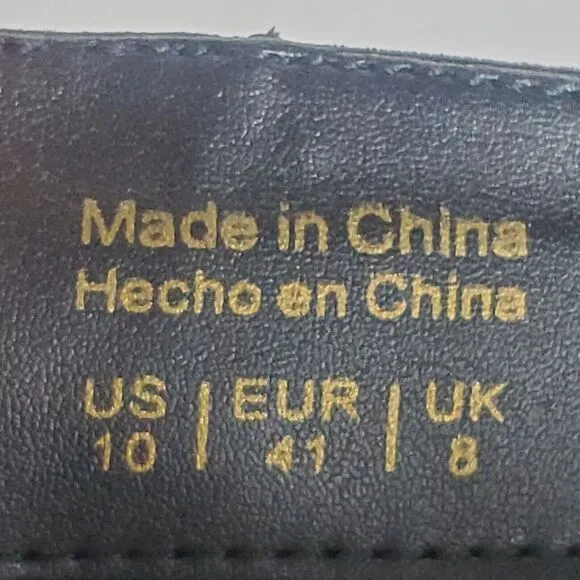 Made in China
Hecho en China
US | EUR | UK
10 | 41 | 8